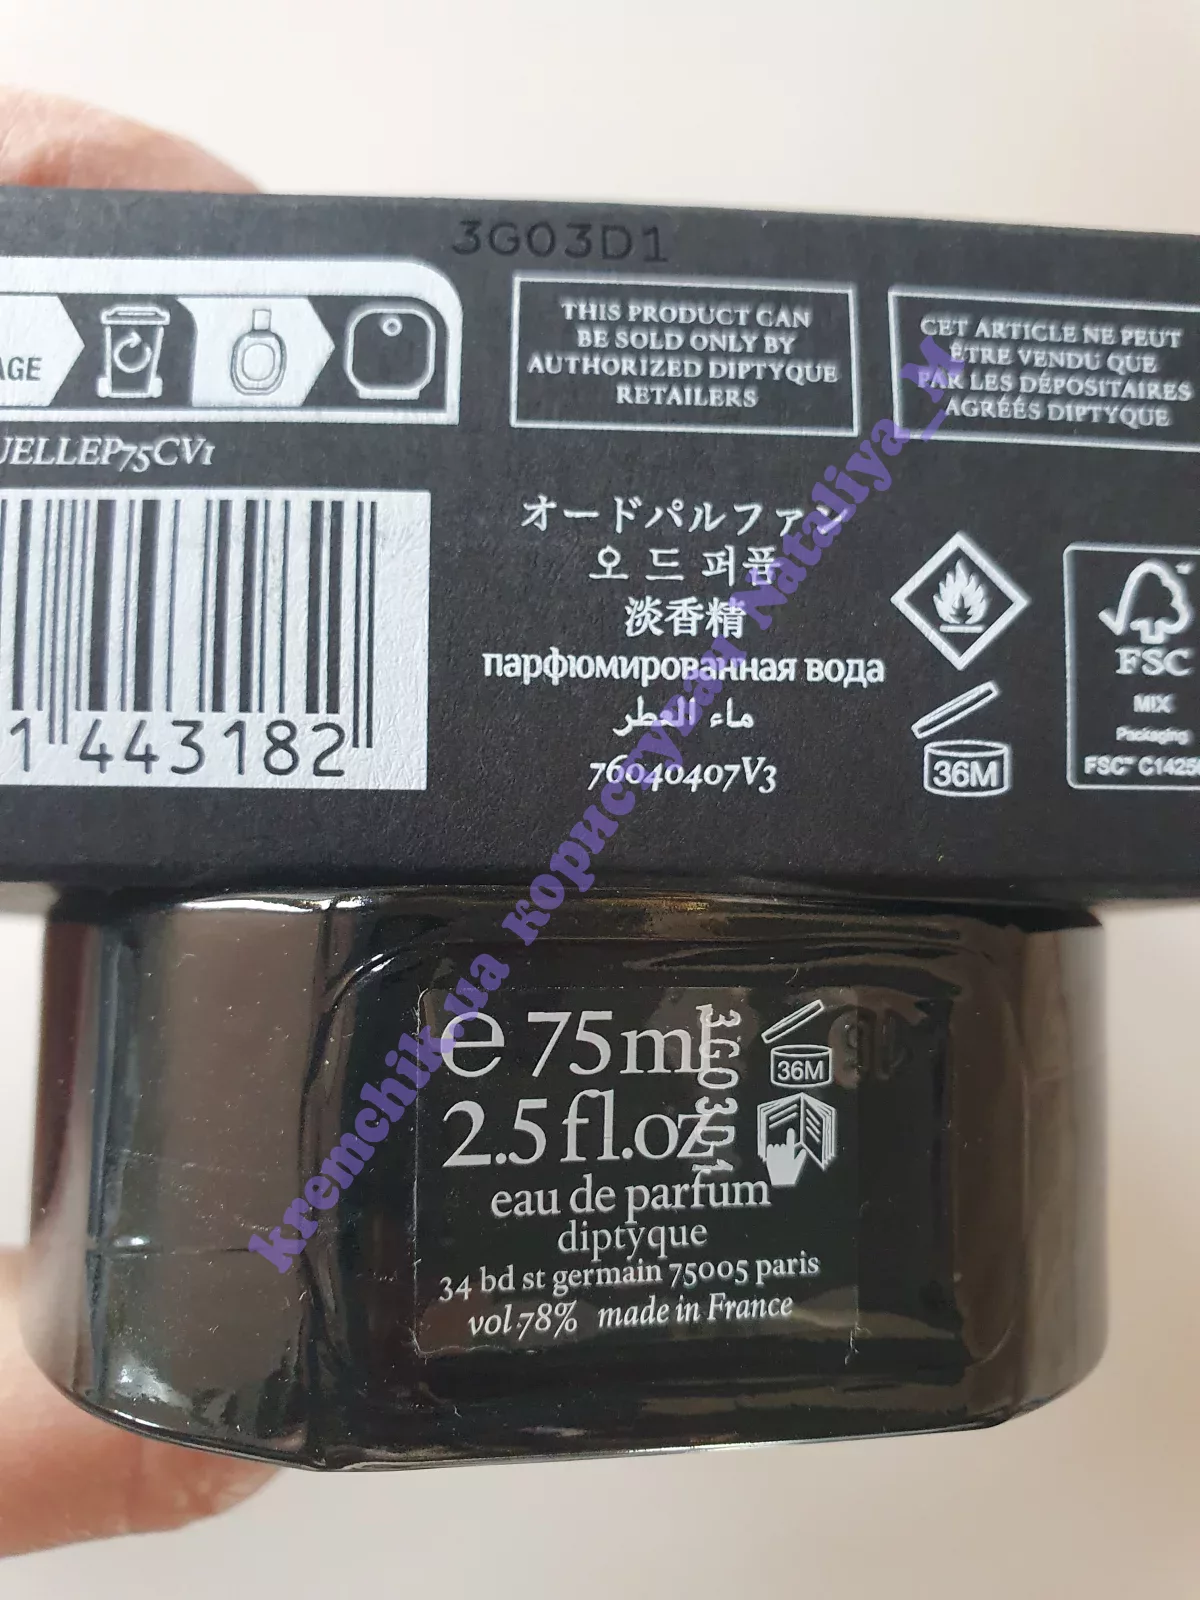 3G03D1
AGE
THIS PRODUCT CAN
BE SOLD ONLY BY
AUTHORIZED DIPTYQUE
RETAILERS
CET ARTICLE NE PEUT
ÊTRE VENDU QUE
PAR LES DÉPOSITAIRES
AGRÉÉS DIPTYQUE
UELLEP75CV1
1 443182
オードパルファン
오 드 퍼퓸
淡香精
парфюмированная вода
ماء العطر
76040407V3
36M
FSC
MIX
Packaging
FSC™ C1425
kremchik.ua користувач Nataliya_M
e 75ml
3G03D1
36M
2.5 fl.oz
eau de parfum
diptyque
34 bd st germain 75005 paris
vol 78% made in France